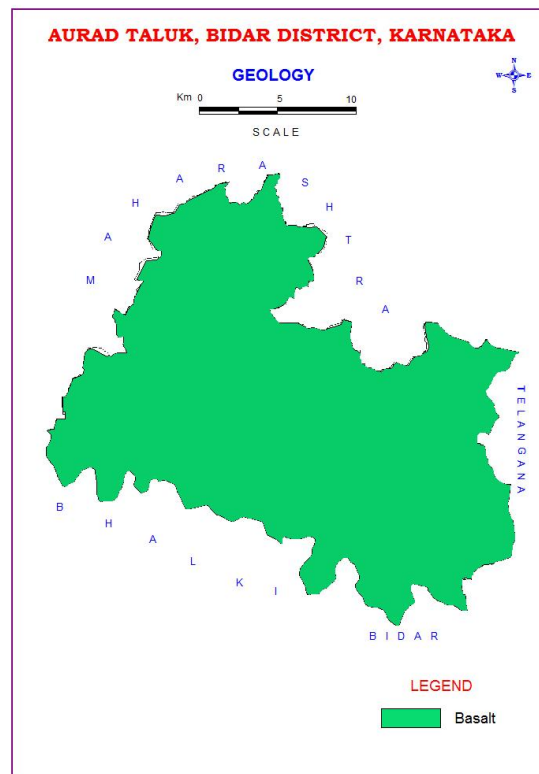 AURAD TALUK, BIDAR DISTRICT, KARNATAKA
GEOLOGY
N
W E
S
Km 0 5 10
SCALE
MAHARASHTRA
TELANGANA
BHALKI
BIDAR
LEGEND
Basalt